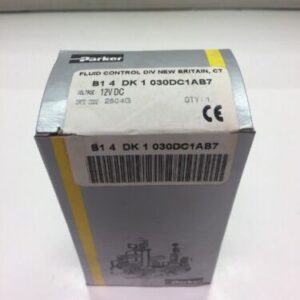 Parker
FLUID CONTROL DIV NEW BRITAIN, CT
B1 4 DK 1 030DC1AB7
VOLTAGE: 12V DC
DATE CODE 2604G
QTY: 1
CE
B1 4 DK 1 030DC1AB7
Parker